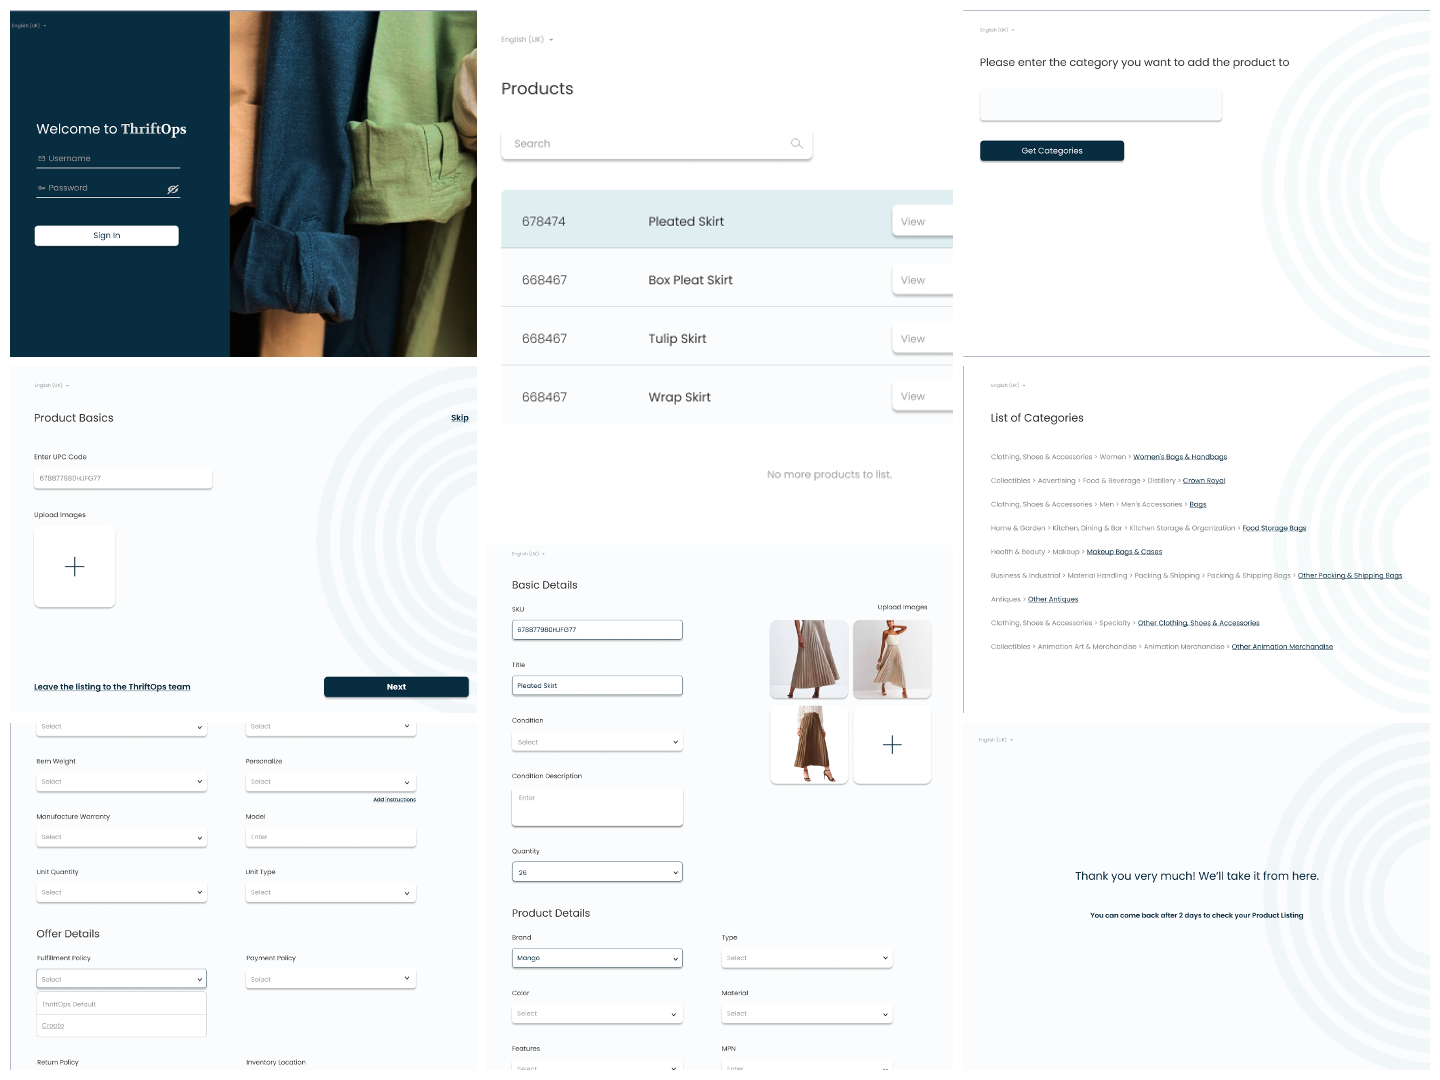 English (UK)
Welcome to ThriftOps
Username
Password
Sign In
English (UK)
Products
Search
678474 Pleated Skirt View
668467 Box Pleat Skirt View
668467 Tulip Skirt View
668467 Wrap Skirt View
No more products to list.
English (UK)
Please enter the category you want to add the product to
Get Categories
English (UK)
Product Basics
Skip
Enter UPC Code
678877980HJFG77
Upload Images
Leave the listing to the ThriftOps team
Next
English (UK)
Basic Details
SKU
678877980HJFG77
Upload Images
Title
Pleated Skirt
Condition
Select
Condition Description
Enter
Quantity
26
Product Details
Brand Type
Mango Select
Color Material
Select Select
Features MPN
Select Enter
English (UK)
List of Categories
Clothing, Shoes & Accessories > Women > Women's Bags & Handbags
Collectibles > Advertising > Food & Beverage > Distillery > Crown Royal
Clothing, Shoes & Accessories > Men > Men's Accessories > Bags
Home & Garden > Kitchen, Dining & Bar > Kitchen Storage & Organization > Food Storage Bags
Health & Beauty > Makeup > Makeup Bags & Cases
Business & Industrial > Material Handling > Packing & Shipping > Packing & Shipping Bags > Other Packing & Shipping Bags
Antiques > Other Antiques
Clothing, Shoes & Accessories > Specialty > Other Clothing, Shoes & Accessories
Collectibles > Animation Art & Merchandise > Animation Merchandise > Other Animation Merchandise
Select Select
Item Weight Personalize
Select Select
Add instructions
Manufacture Warrenty Model
Select Enter
Unit Quantity Unit Type
Select Select
Offer Details
Fulfillment Policy Payment Policy
Select Select
ThriftOps Default
Create
Return Policy Inventory Location
English (UK)
Thank you very much! We'll take it from here.
You can come back after 2 days to check your Product Listing